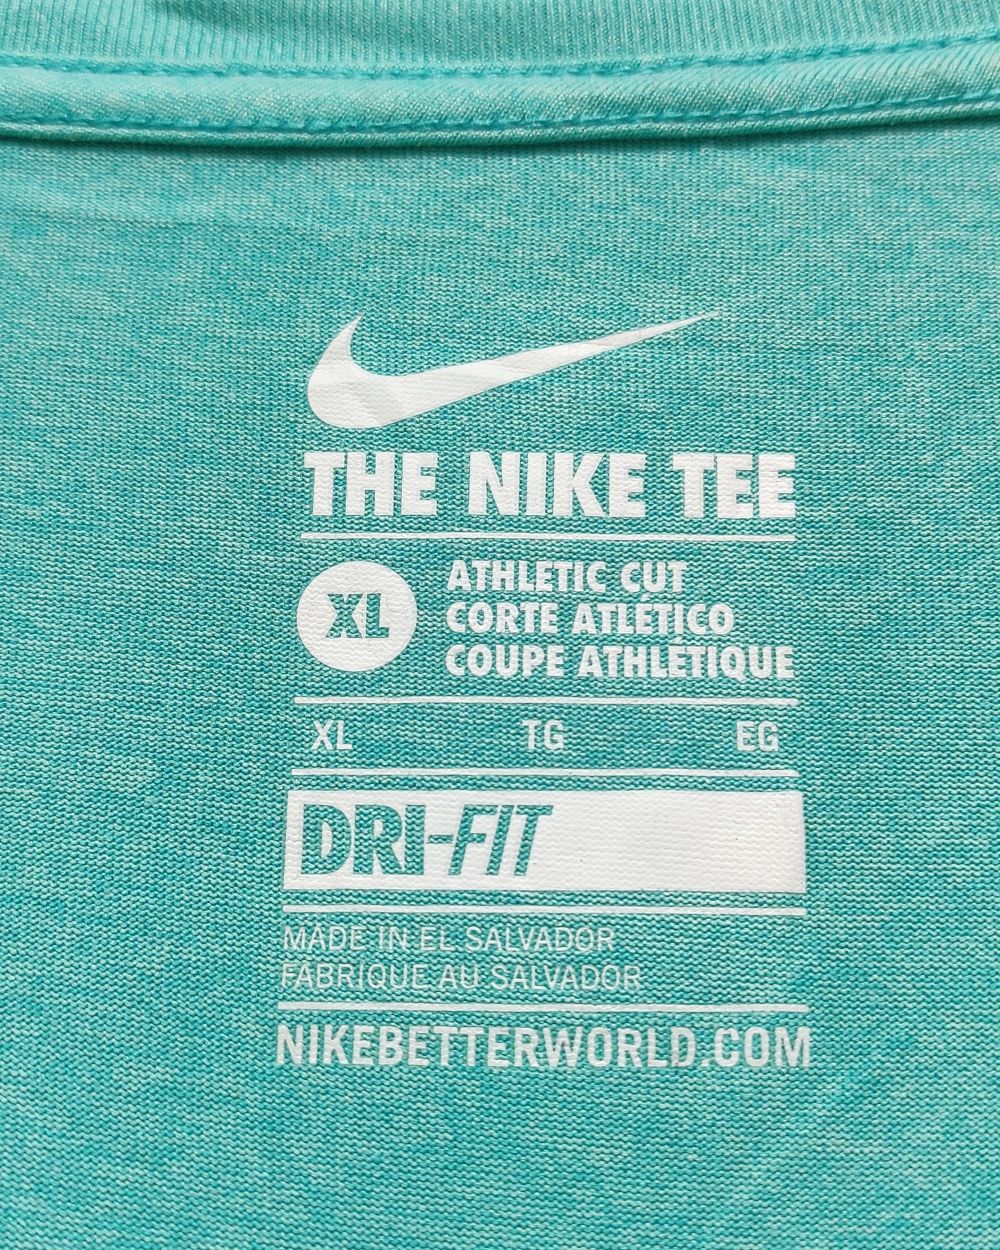 THE NIKE TEE
XL
ATHLETIC CUT
CORTE ATLÉTICO
COUPE ATHLÉTIQUE
XL TG EG
DRI-FIT
MADE IN EL SALVADOR
FABRIQUE AU SALVADOR
NIKEBETTERWORLD.COM